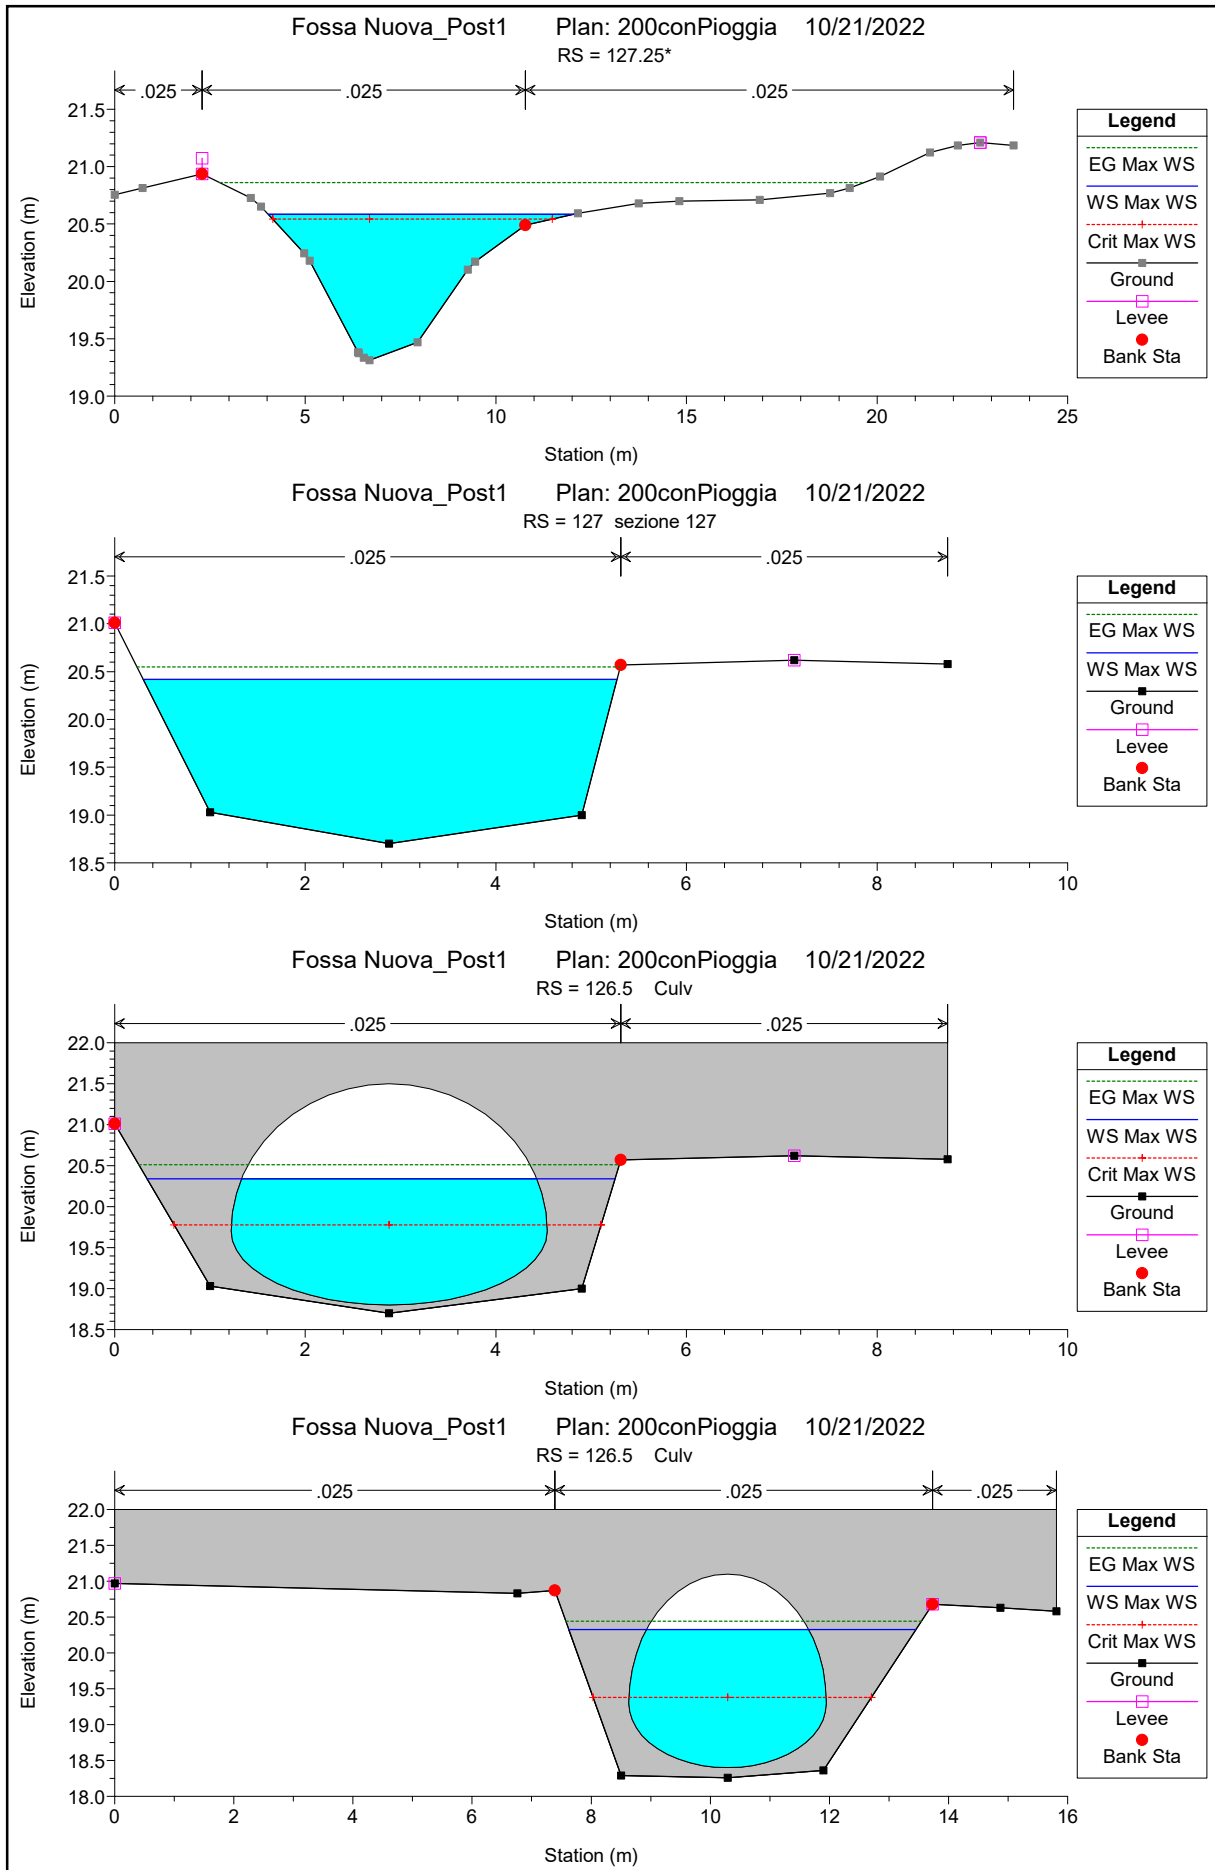 Fossa Nuova_Post1 Plan: 200conPioggia 10/21/2022
RS = 127.25*
.025 .025 .025
21.5
21.0
20.5
20.0
19.5
19.0
Elevation (m)
0 5 10 15 20 25
Station (m)
Legend
EG Max WS
WS Max WS
Crit Max WS
Ground
Levee
Bank Sta
Fossa Nuova_Post1 Plan: 200conPioggia 10/21/2022
RS = 127 sezione 127
.025 .025
21.5
21.0
20.5
20.0
19.5
19.0
18.5
Elevation (m)
0 2 4 6 8 10
Station (m)
Legend
EG Max WS
WS Max WS
Ground
Levee
Bank Sta
Fossa Nuova_Post1 Plan: 200conPioggia 10/21/2022
RS = 126.5 Culv
.025 .025
22.0
21.5
21.0
20.5
20.0
19.5
19.0
18.5
Elevation (m)
0 2 4 6 8 10
Station (m)
Legend
EG Max WS
WS Max WS
Crit Max WS
Ground
Levee
Bank Sta
Fossa Nuova_Post1 Plan: 200conPioggia 10/21/2022
RS = 126.5 Culv
.025 .025 .025
22.0
21.5
21.0
20.5
20.0
19.5
19.0
18.5
18.0
Elevation (m)
0 2 4 6 8 10 12 14 16
Station (m)
Legend
EG Max WS
WS Max WS
Crit Max WS
Ground
Levee
Bank Sta